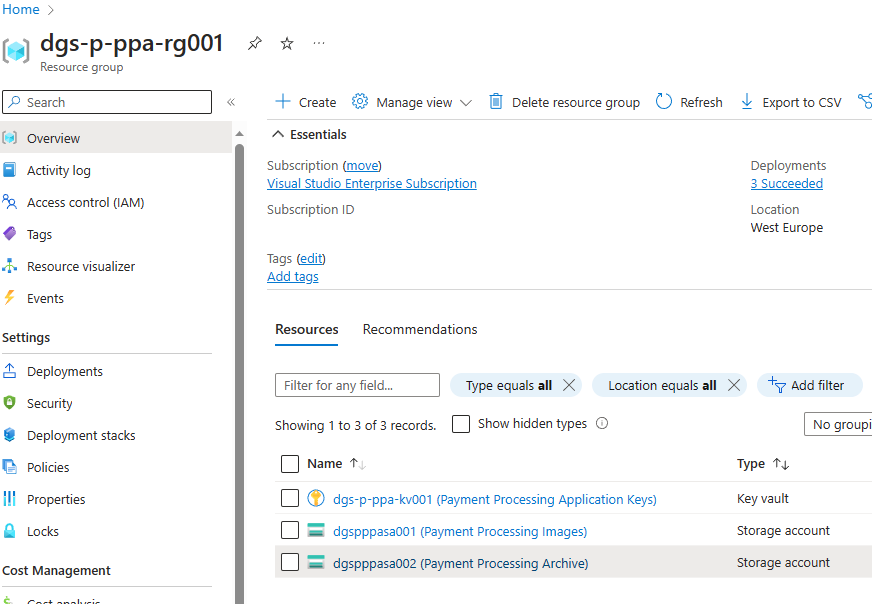 Home
dgs-p-ppa-rg001
Resource group
Search
Create Manage view Delete resource group Refresh Export to CSV
Overview
Activity log
Access control (IAM)
Tags
Resource visualizer
Events
Settings
Deployments
Security
Deployment stacks
Policies
Properties
Locks
Cost Management
Cost analysis
Essentials
Subscription (move)
Visual Studio Enterprise Subscription
Subscription ID
Deployments
3 Succeeded
Location
West Europe
Tags (edit)
Add tags
Resources Recommendations
Filter for any field... Type equals all Location equals all Add filter
Showing 1 to 3 of 3 records. Show hidden types No groupi
Name Type
dgs-p-ppa-kv001 (Payment Processing Application Keys) Key vault
dgspppasa001 (Payment Processing Images) Storage account
dgspppasa002 (Payment Processing Archive) Storage account